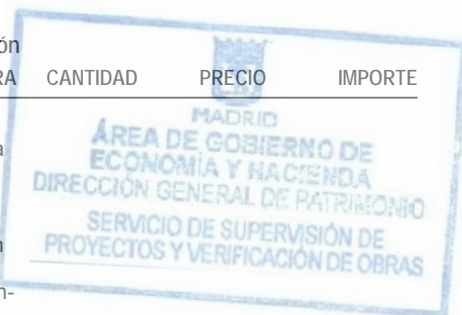 ón
RA CANTIDAD PRECIO IMPORTE
MADRID
a
ÁREA DE GOBIERNO DE
ECONOMÍA Y HACIENDA
DIRECCIÓN GENERAL DE PATRIMONIO
SERVICIO DE SUPERVISIÓN DE
n
PROYECTOS Y VERIFICACIÓN DE OBRAS
n-